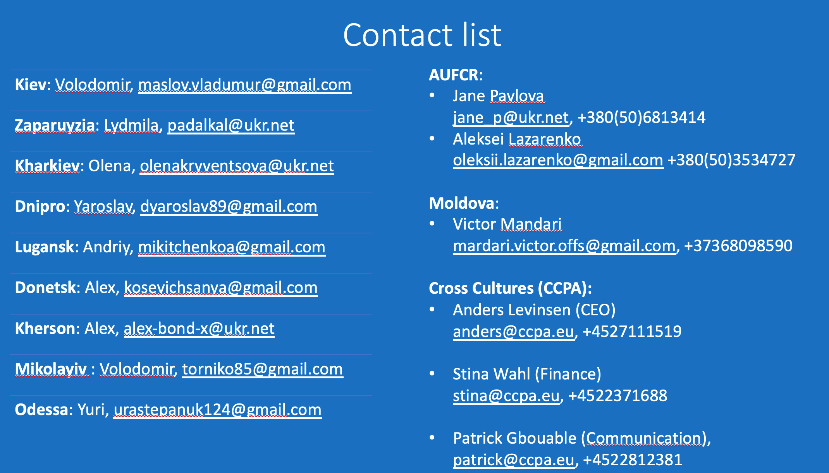 Contact list
Kiev: Volodomir, maslov.vladumur@gmail.com
Zaparuyzia: Lydmila, padalkal@ukr.net
Kharkiev: Olena, olenakryventsova@ukr.net
Dnipro: Yaroslav, dyaroslav89@gmail.com
Lugansk: Andriy, mikitchenkoa@gmail.com
Donetsk: Alex, kosevichsanya@gmail.com
Kherson: Alex, alex-bond-x@ukr.net
Mikolayiv : Volodomir, torniko85@gmail.com
Odessa: Yuri, urastepanuk124@gmail.com
AUFCR:
• Jane Pavlova
jane_p@ukr.net, +380(50)6813414
• Aleksei Lazarenko
oleksii.lazarenko@gmail.com +380(50)3534727
Moldova:
• Victor Mandari
mardari.victor.offs@gmail.com, +37368098590
Cross Cultures (CCPA):
• Anders Levinsen (CEO)
anders@ccpa.eu, +4527111519
• Stina Wahl (Finance)
stina@ccpa.eu, +4522371688
• Patrick Gbouable (Communication),
patrick@ccpa.eu, +4522812381